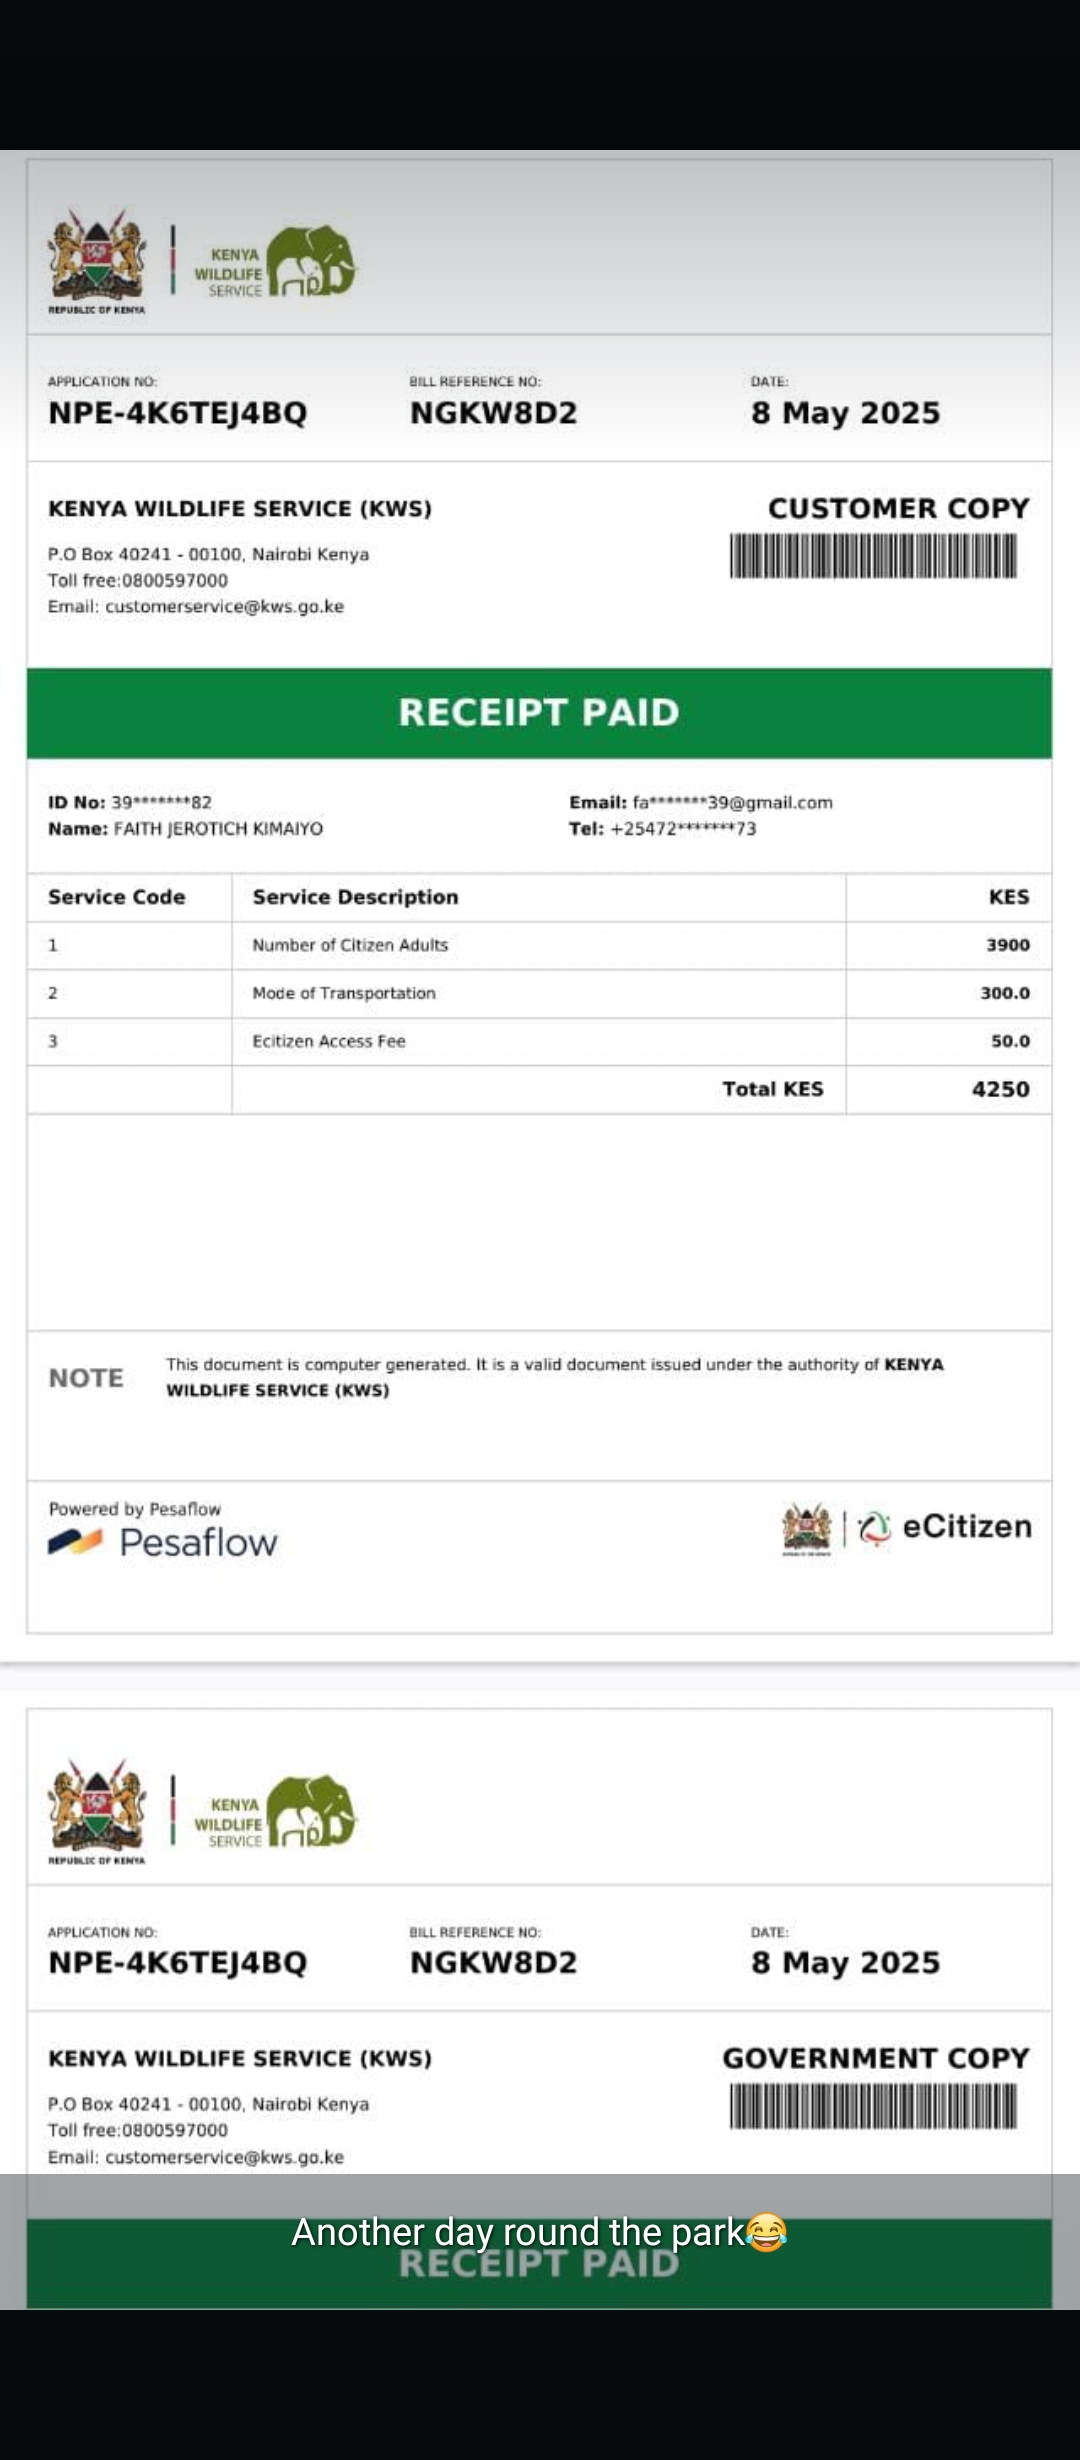 REPUBLIC OF KENYA
KENYA
WILDLIFE
SERVICE
APPLICATION NO:
NPE-4K6TEJ4BQ
BILL REFERENCE NO:
NGKW8D2
DATE:
8 May 2025
KENYA WILDLIFE SERVICE (KWS)
P.O Box 40241 - 00100, Nairobi Kenya
Toll free:0800597000
Email: customerservice@kws.go.ke
CUSTOMER COPY
RECEIPT PAID
ID No: 39*******82
Name: FAITH JEROTICH KIMAIYO
Email: fa*******39@gmail.com
Tel: +25472*******73
Service Code Service Description KES
1 Number of Citizen Adults 3900
2 Mode of Transportation 300.0
3 Ecitizen Access Fee 50.0
Total KES 4250
NOTE
This document is computer generated. It is a valid document issued under the authority of KENYA
WILDLIFE SERVICE (KWS)
Powered by Pesaflow
Pesaflow
eCitizen
REPUBLIC OF KENYA
KENYA
WILDLIFE
SERVICE
APPLICATION NO:
NPE-4K6TEJ4BQ
BILL REFERENCE NO:
NGKW8D2
DATE:
8 May 2025
KENYA WILDLIFE SERVICE (KWS)
P.O Box 40241 - 00100, Nairobi Kenya
Toll free:0800597000
Email: customerservice@kws.go.ke
GOVERNMENT COPY
Another day round the park😂
RECEIPT PAID